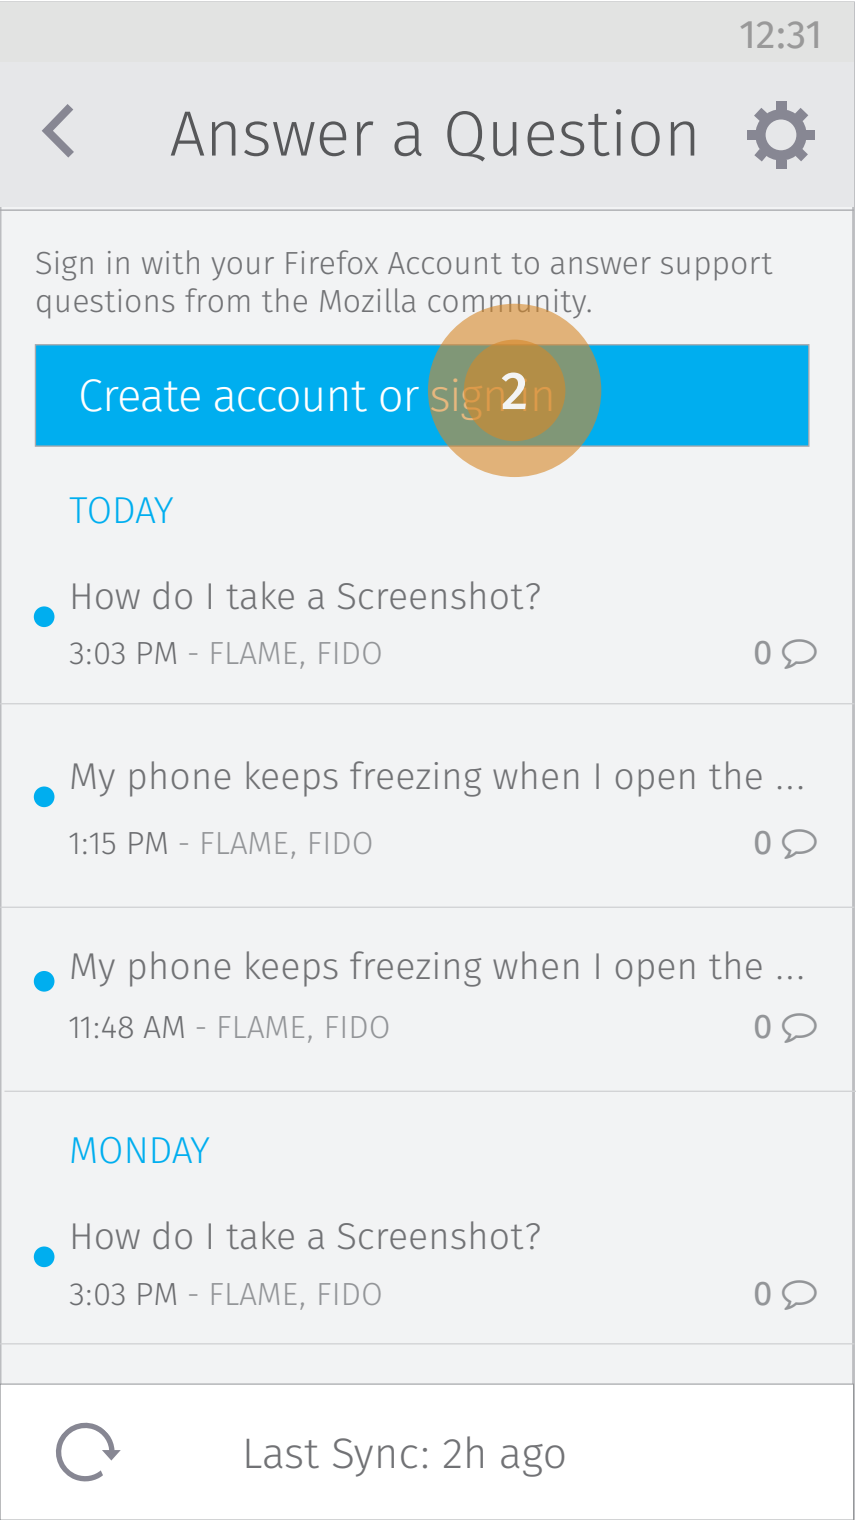 12:31
Answer a Question
Sign in with your Firefox Account to answer support
questions from the Mozilla community.
Create account or sign in
2
TODAY
How do I take a Screenshot?
3:03 PM - FLAME, FIDO
0
My phone keeps freezing when I open the ...
1:15 PM - FLAME, FIDO
0
My phone keeps freezing when I open the ...
11:48 AM - FLAME, FIDO
0
MONDAY
How do I take a Screenshot?
3:03 PM - FLAME, FIDO
0
Last Sync: 2h ago